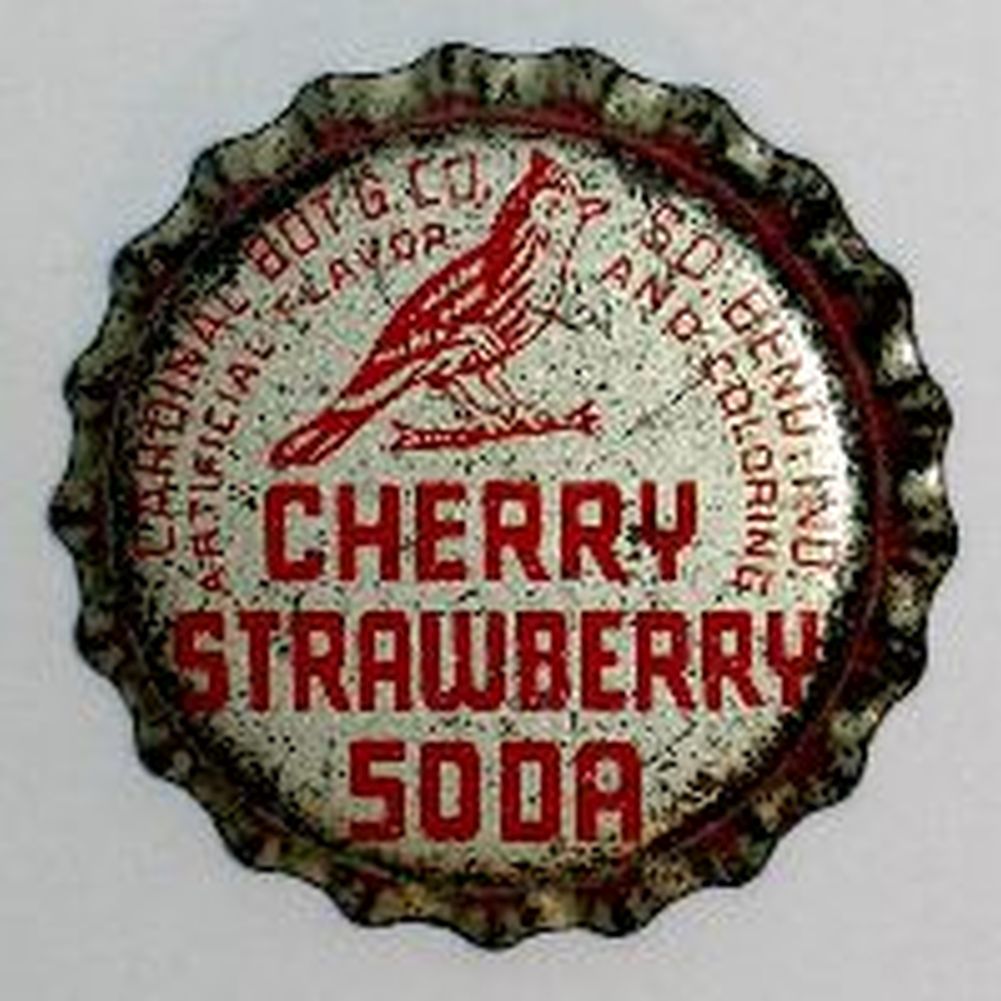 CARDINAL BOT'G. CO. SO. BEND, IND.
ARTIFICIAL FLAVOR AND COLORING
CHERRY
STRAWBERRY
SODA